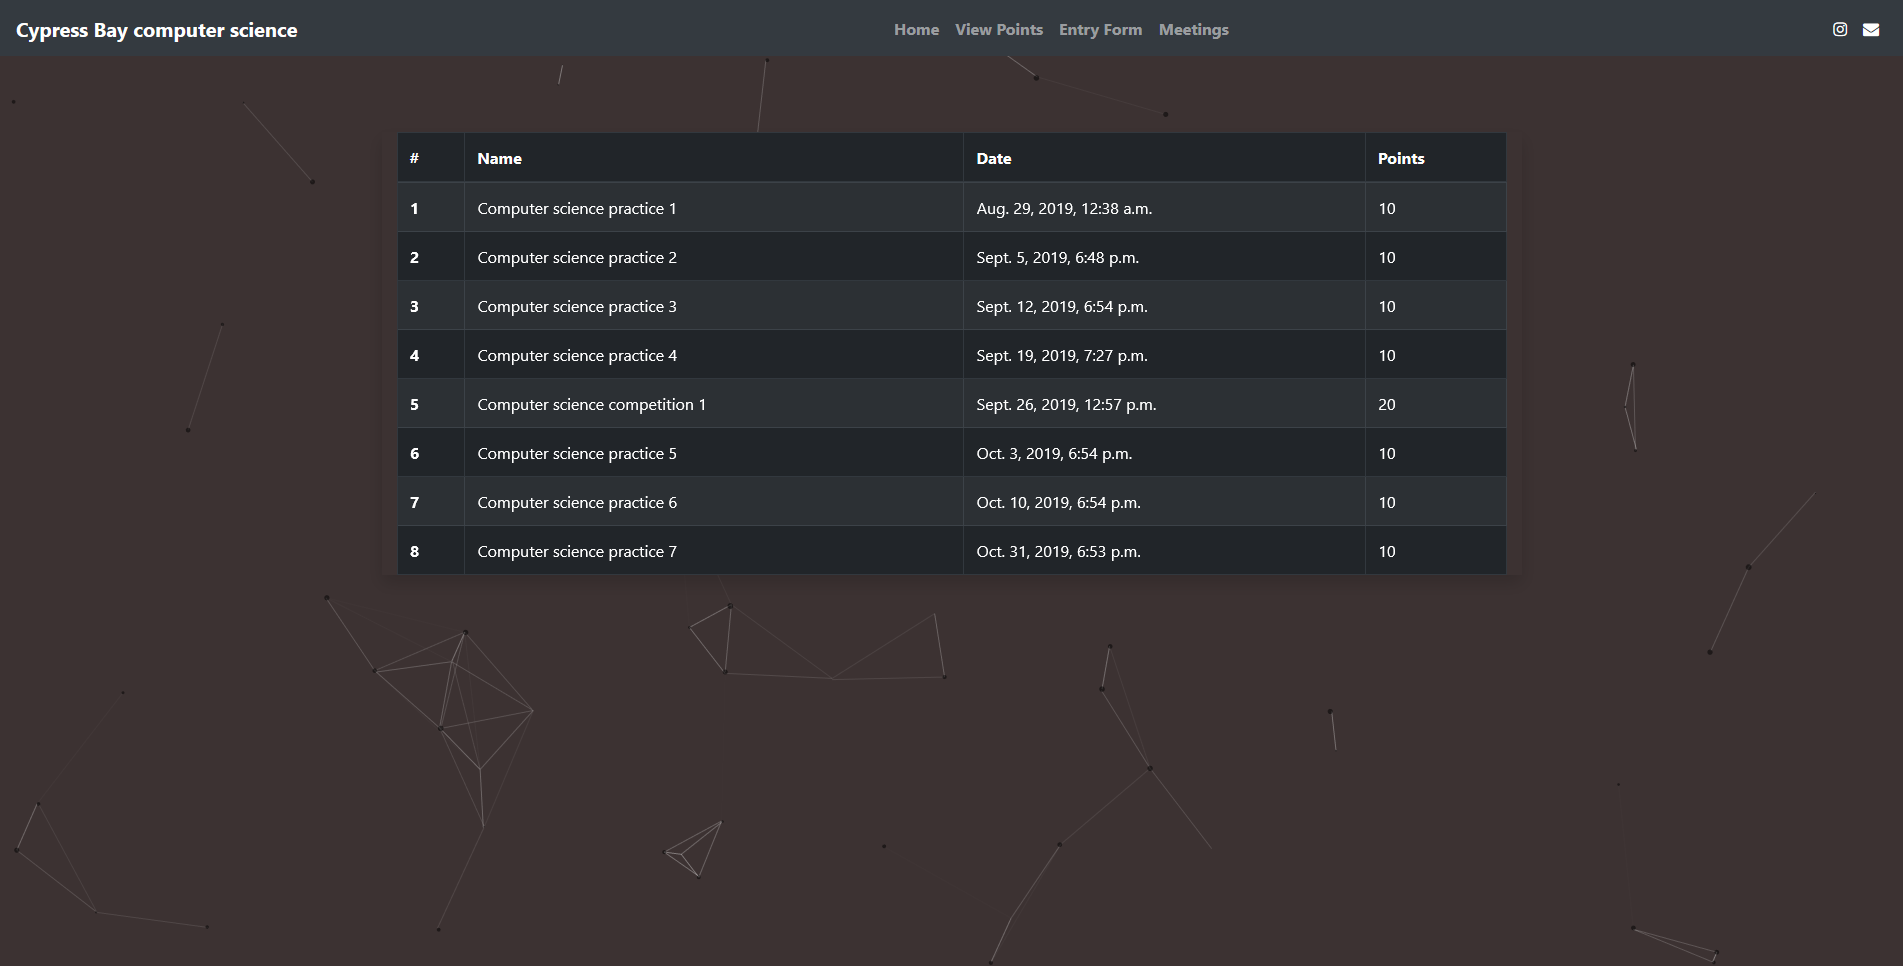 Cypress Bay computer science Home View Points Entry Form Meetings
# Name Date Points
1 Computer science practice 1 Aug. 29, 2019, 12:38 a.m. 10
2 Computer science practice 2 Sept. 5, 2019, 6:48 p.m. 10
3 Computer science practice 3 Sept. 12, 2019, 6:54 p.m. 10
4 Computer science practice 4 Sept. 19, 2019, 7:27 p.m. 10
5 Computer science competition 1 Sept. 26, 2019, 12:57 p.m. 20
6 Computer science practice 5 Oct. 3, 2019, 6:54 p.m. 10
7 Computer science practice 6 Oct. 10, 2019, 6:54 p.m. 10
8 Computer science practice 7 Oct. 31, 2019, 6:53 p.m. 10